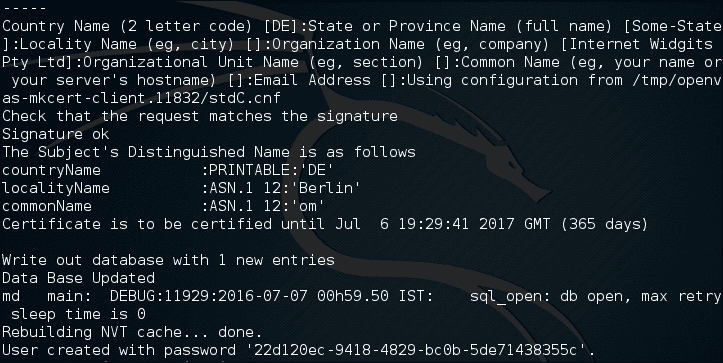 -----
Country Name (2 letter code) [DE]:State or Province Name (full name) [Some-State
]:Locality Name (eg, city) []:Organization Name (eg, company) [Internet Widgits
Pty Ltd]:Organizational Unit Name (eg, section) []:Common Name (eg, your name or
your server's hostname) []:Email Address []:Using configuration from /tmp/openv
as-mkcert-client.11832/stdC.cnf
Check that the request matches the signature
Signature ok
The Subject's Distinguished Name is as follows
countryName           :PRINTABLE:'DE'
localityName          :ASN.1 12:'Berlin'
commonName            :ASN.1 12:'om'
Certificate is to be certified until Jul  6 19:29:41 2017 GMT (365 days)

Write out database with 1 new entries
Data Base Updated
md   main:  DEBUG:11929:2016-07-07 00h59.50 IST:    sql_open: db open, max retry
sleep time is 0
Rebuilding NVT cache... done.
User created with password '22d120ec-9418-4829-bc0b-5de71438355c'.